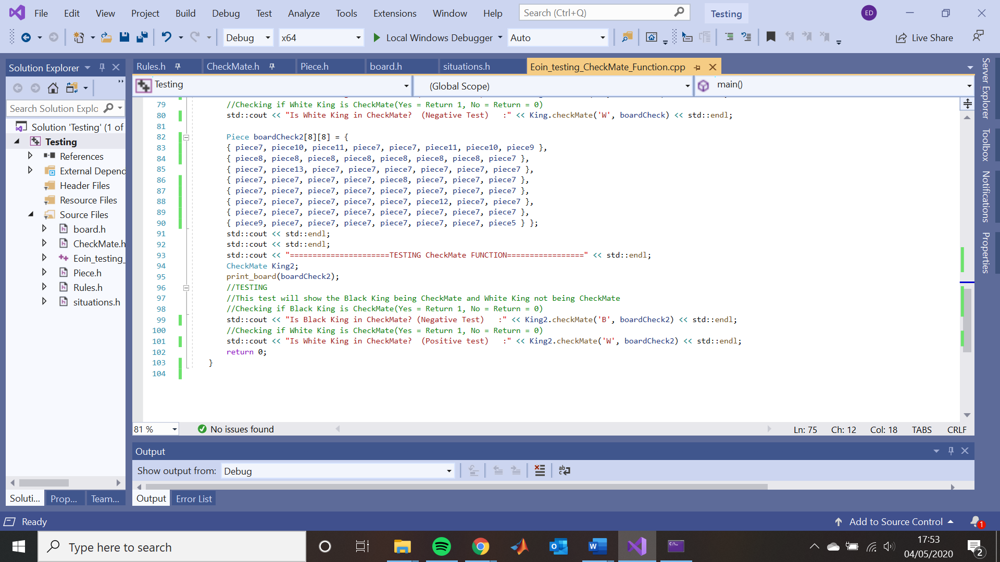 File Edit View Project Build Debug Test Analyze Tools Extensions Window Help Search (Ctrl+Q) Testing ED
Debug x64 Local Windows Debugger Auto Live Share
Solution Explorer
Search Solution Explo
Solution 'Testing' (1 of
Testing
References
External Depend
Header Files
Resource Files
Source Files
board.h
CheckMate.h
Eoin_testing_
Piece.h
Rules.h
situations.h
Soluti... Prop... Team...
Rules.h CheckMate.h Piece.h board.h situations.h Eoin_testing_CheckMate_Function.cpp
Testing (Global Scope) main()
79 //Checking if White King is CheckMate(Yes = Return 1, No = Return = 0)
80 std::cout << "Is White King in CheckMate?  (Negative Test)   :" << King.checkMate('W', boardCheck) << std::endl;
81
82 Piece boardCheck2[8][8] = {
83 { piece7, piece10, piece11, piece7, piece7, piece11, piece10, piece9 },
84 { piece8, piece8, piece8, piece8, piece8, piece8, piece8, piece7 },
85 { piece7, piece13, piece7, piece7, piece7, piece7, piece7, piece7 },
86 { piece7, piece7, piece7, piece7, piece8, piece7, piece7, piece7 },
87 { piece7, piece7, piece7, piece7, piece7, piece7, piece7, piece7 },
88 { piece7, piece7, piece7, piece7, piece7, piece12, piece7, piece7 },
89 { piece7, piece7, piece7, piece7, piece7, piece7, piece7, piece7 },
90 { piece9, piece7, piece7, piece7, piece7, piece7, piece7, piece5 } };
91 std::cout << std::endl;
92 std::cout << std::endl;
93 std::cout << "======================TESTING CheckMate FUNCTION=================" << std::endl;
94 CheckMate King2;
95 print_board(boardCheck2);
96 //TESTING
97 //This test will show the Black King being CheckMate and White King not being CheckMate
98 //Checking if Black King is CheckMate(Yes = Return 1, No = Return = 0)
99 std::cout << "Is Black King in CheckMate? (Negative Test)   :" << King2.checkMate('B', boardCheck2) << std::endl;
100 //Checking if White King is CheckMate(Yes = Return 1, No = Return = 0)
101 std::cout << "Is White King in CheckMate?  (Positive test)   :" << King2.checkMate('W', boardCheck2) << std::endl;
102 return 0;
103 }
104
81 % No issues found Ln: 75 Ch: 12 Col: 18 TABS CRLF
Output
Show output from: Debug
Output Error List
Server Explorer
Toolbox
Notifications
Properties
Ready Add to Source Control 1
Type here to search
17:53
04/05/2020
2